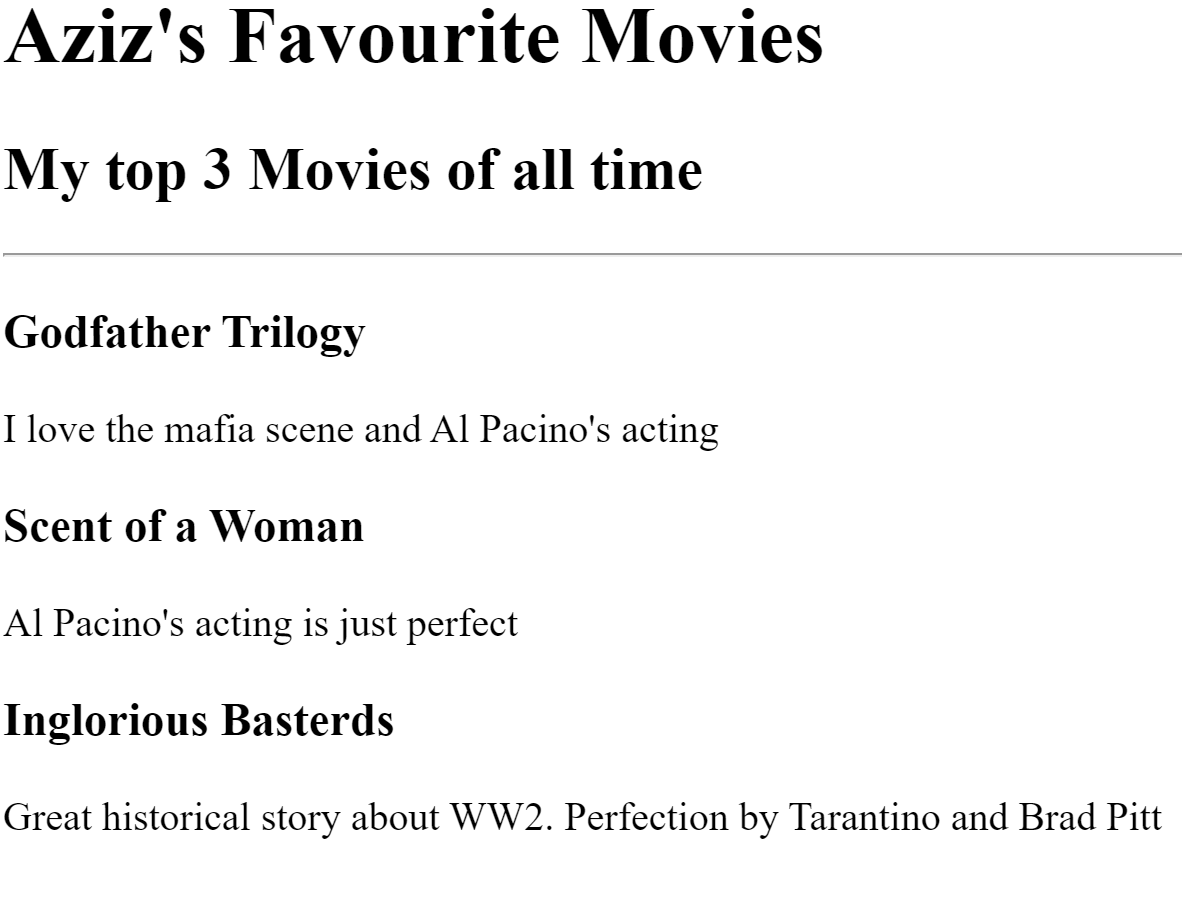 Aziz's Favourite Movies
My top 3 Movies of all time
Godfather Trilogy
I love the mafia scene and Al Pacino's acting
Scent of a Woman
Al Pacino's acting is just perfect
Inglorious Basterds
Great historical story about WW2. Perfection by Tarantino and Brad Pitt